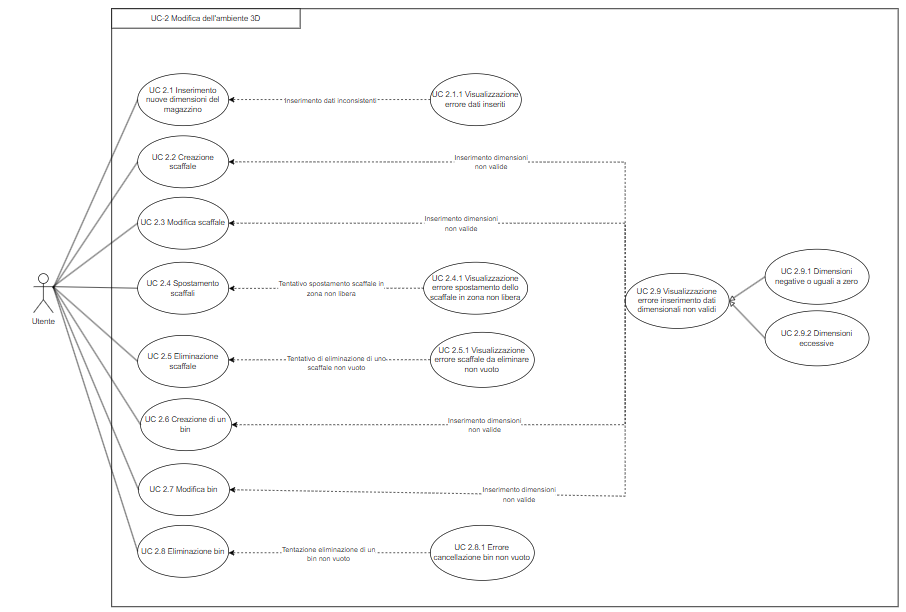 UC-2 Modifica dell'ambiente 3D
UC 2.1 Inserimento
nuove dimensioni del
magazzino
Inserimento dati inconsistenti
UC 2.1.1 Visualizzazione
errore dati inseriti
UC 2.2 Creazione
scaffale
Inserimento dimensioni
non valide
UC 2.3 Modifica scaffale
Inserimento dimensioni
non valide
UC 2.4 Spostamento
scaffali
Tentativo spostamento scaffale in
zona non libera
UC 2.4.1 Visualizzazione
errore spostamento dello
scaffale in zona non libera
UC 2.9 Visualizzazione
errore inserimento dati
dimensionali non validi
UC 2.9.1 Dimensioni
negative o uguali a zero
UC 2.9.2 Dimensioni
eccessive
Utente
UC 2.5 Eliminazione
scaffale
Tentativo di eliminazione di uno
scaffale non vuoto
UC 2.5.1 Visualizzazione
errore scaffale da eliminare
non vuoto
UC 2.6 Creazione di un
bin
Inserimento dimensioni
non valide
UC 2.7 Modifica bin
Inserimento dimensioni
non valide
UC 2.8 Eliminazione bin
Tentazione eliminazione di un
bin non vuoto
UC 2.8.1 Errore
cancellazione bin non vuoto